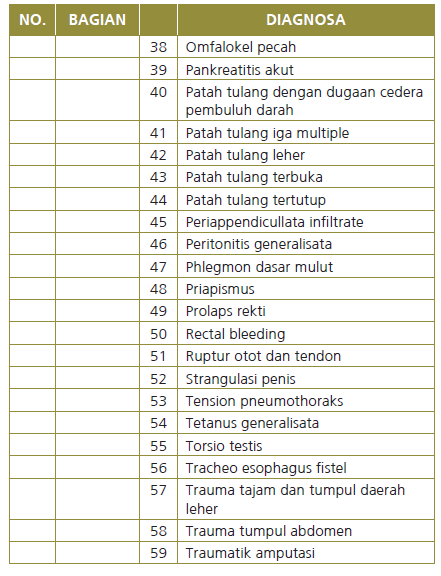 NO. BAGIAN DIAGNOSA
38 Omfalokel pecah
39 Pankreatitis akut
40 Patah tulang dengan dugaan cedera
pembuluh darah
41 Patah tulang iga multiple
42 Patah tulang leher
43 Patah tulang terbuka
44 Patah tulang tertutup
45 Periappendicullata infiltrate
46 Peritonitis generalisata
47 Phlegmon dasar mulut
48 Priapismus
49 Prolaps rekti
50 Rectal bleeding
51 Ruptur otot dan tendon
52 Strangulasi penis
53 Tension pneumothoraks
54 Tetanus generalisata
55 Torsio testis
56 Tracheo esophagus fistel
57 Trauma tajam dan tumpul daerah
leher
58 Trauma tumpul abdomen
59 Traumatik amputasi